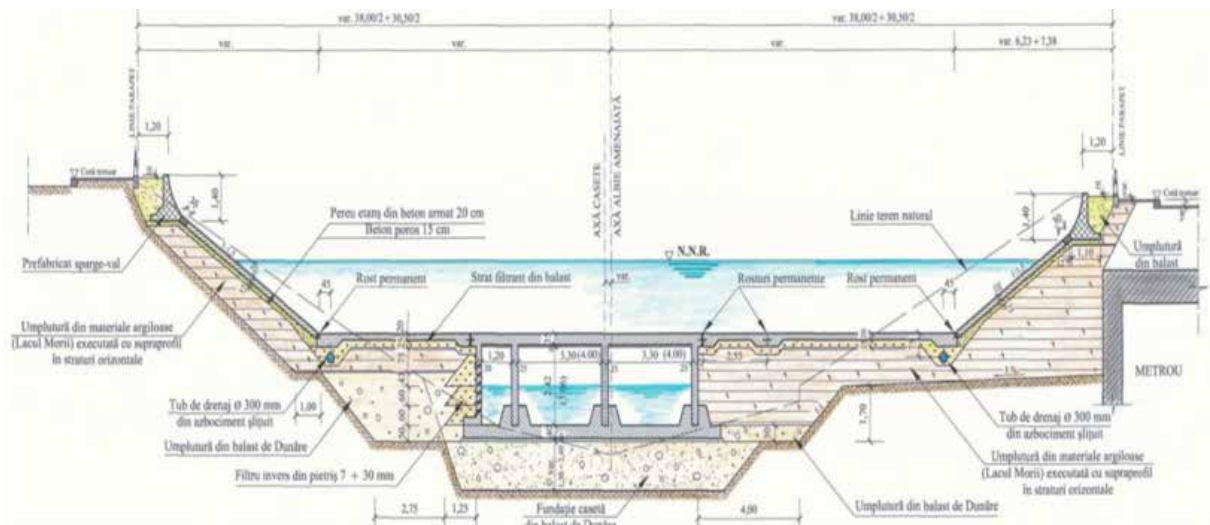 var. 38,00/2 ÷ 30,50/2
var. 38,00/2 ÷ 30,50/2
var.
var.
var. 6,23 ÷ 7,38
LINIE PARAPET
AXĂ CASETE
AXĂ ALBIE AMENAJATĂ
LINIE PARAPET
1,20
1,20
Cotă trotuar
Cotă trotuar
1,40
1,40
Pereu etanș din beton armat 20 cm
Beton poros 15 cm
Linie teren natural
Prefabricat sparge-val
Umplutură
din balast
1,10
N.N.R.
var.
Rost permanent
Strat filtrant din balast
Rosturi permanente
Rost permanent
45
45
Umplutură din materiale argiloase
(Lacul Morii) executată cu supraprofil
în straturi orizontale
1,20
3,30 (4.00)
3,30 (4.00)
2,55
30
25
25
25
2,42
METROU
Tub de drenaj Ø 300 mm
din azbociment șlițuit
1,00
1,70
Tub de drenaj Ø 300 mm
din azbociment șlițuit
Umplutură din balast de Dunăre
Filtru invers din pietriș 7 ÷ 30 mm
Umplutură din materiale argiloase
(Lacul Morii) executată cu supraprofil
în straturi orizontale
2,75
1,25
Fundație casetă
din balast de Dunăre
4,00
Umplutură din balast de Dunăre